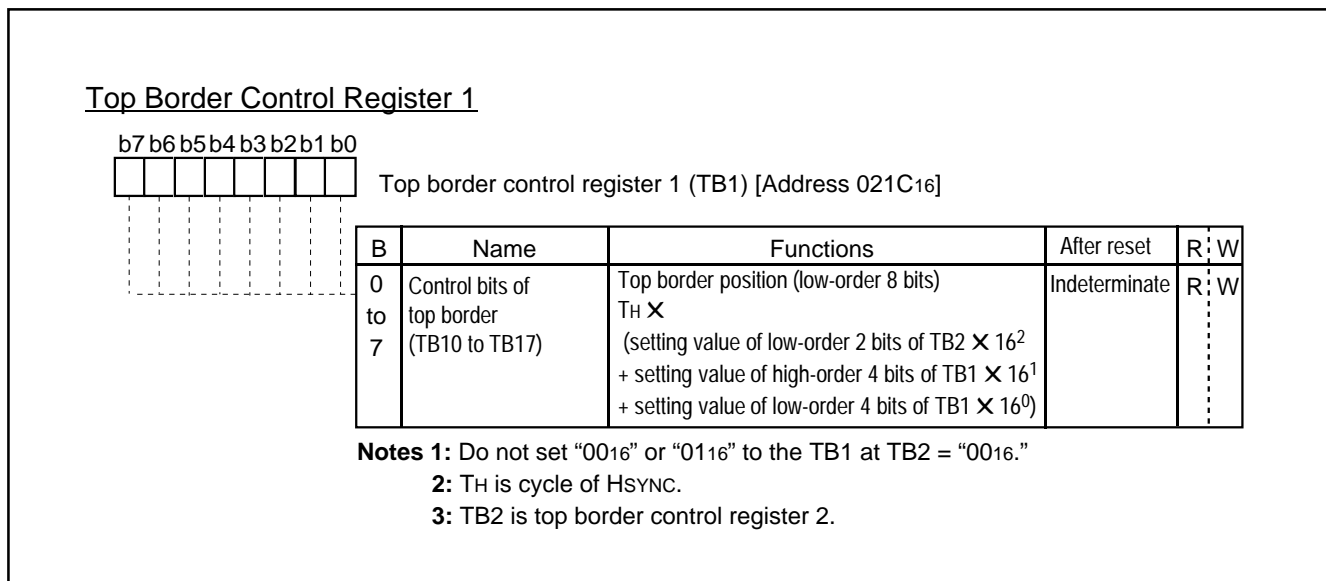 Top Border Control Register 1
b7 b6 b5 b4 b3 b2 b1 b0
Top border control register 1 (TB1) [Address 021C16]
B Name Functions After reset R W
0 Control bits of Top border position (low-order 8 bits) Indeterminate R W
to top border TH ✕
7 (TB10 to TB17) (setting value of low-order 2 bits of TB2 ✕ 16²
+ setting value of high-order 4 bits of TB1 ✕ 16¹
+ setting value of low-order 4 bits of TB1 ✕ 16⁰)
Notes 1: Do not set “0016” or “0116” to the TB1 at TB2 = “0016.”
2: TH is cycle of HSYNC.
3: TB2 is top border control register 2.